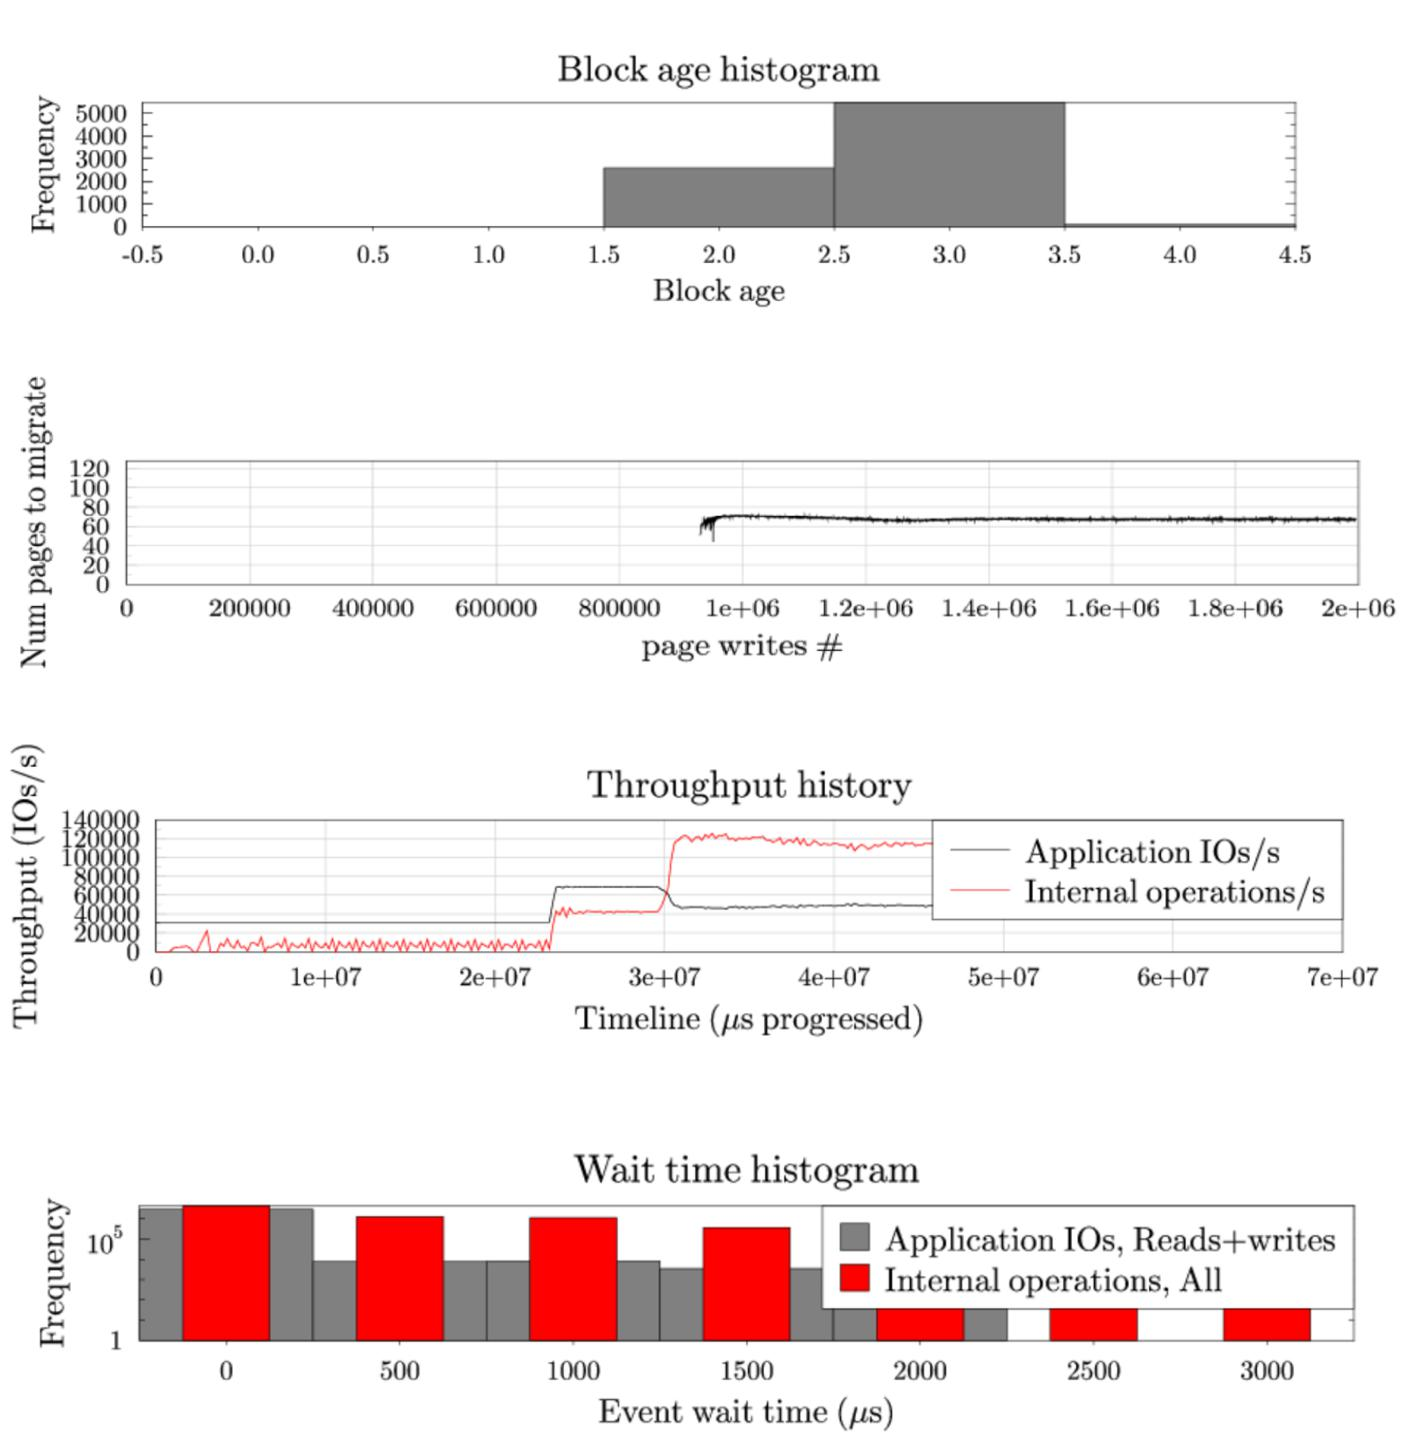 Block age histogram
Frequency
5000
4000
3000
2000
1000
0
-0.5 0.0 0.5 1.0 1.5 2.0 2.5 3.0 3.5 4.0 4.5
Block age
Num pages to migrate
120
100
80
60
40
20
0
0 200000 400000 600000 800000 1e+06 1.2e+06 1.4e+06 1.6e+06 1.8e+06 2e+06
page writes #
Throughput history
Throughput (IOs/s)
140000
120000
100000
80000
60000
40000
20000
0
Application IOs/s
Internal operations/s
0 1e+07 2e+07 3e+07 4e+07 5e+07 6e+07 7e+07
Timeline (μs progressed)
Wait time histogram
Frequency
10⁵
1
Application IOs, Reads+writes
Internal operations, All
0 500 1000 1500 2000 2500 3000
Event wait time (μs)